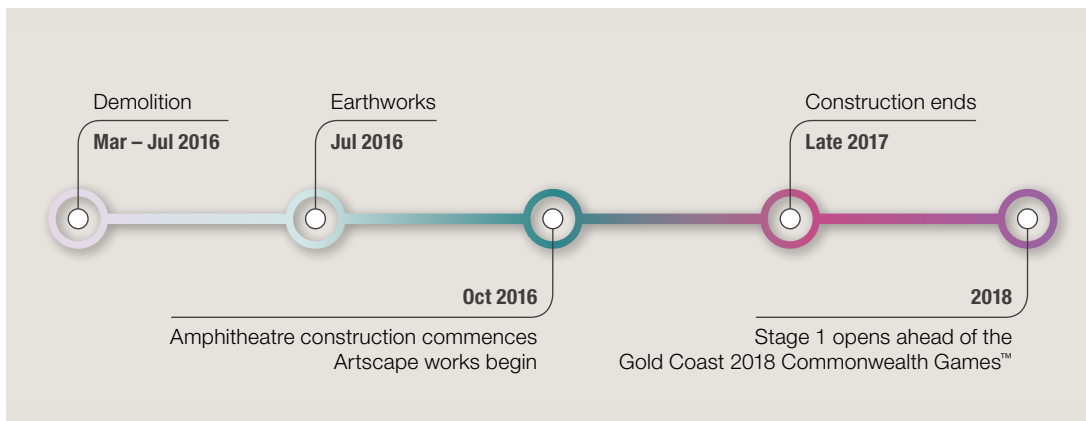 Demolition
Mar – Jul 2016
Earthworks
Jul 2016
Oct 2016
Amphitheatre construction commences
Artscape works begin
Construction ends
Late 2017
2018
Stage 1 opens ahead of the
Gold Coast 2018 Commonwealth Games™